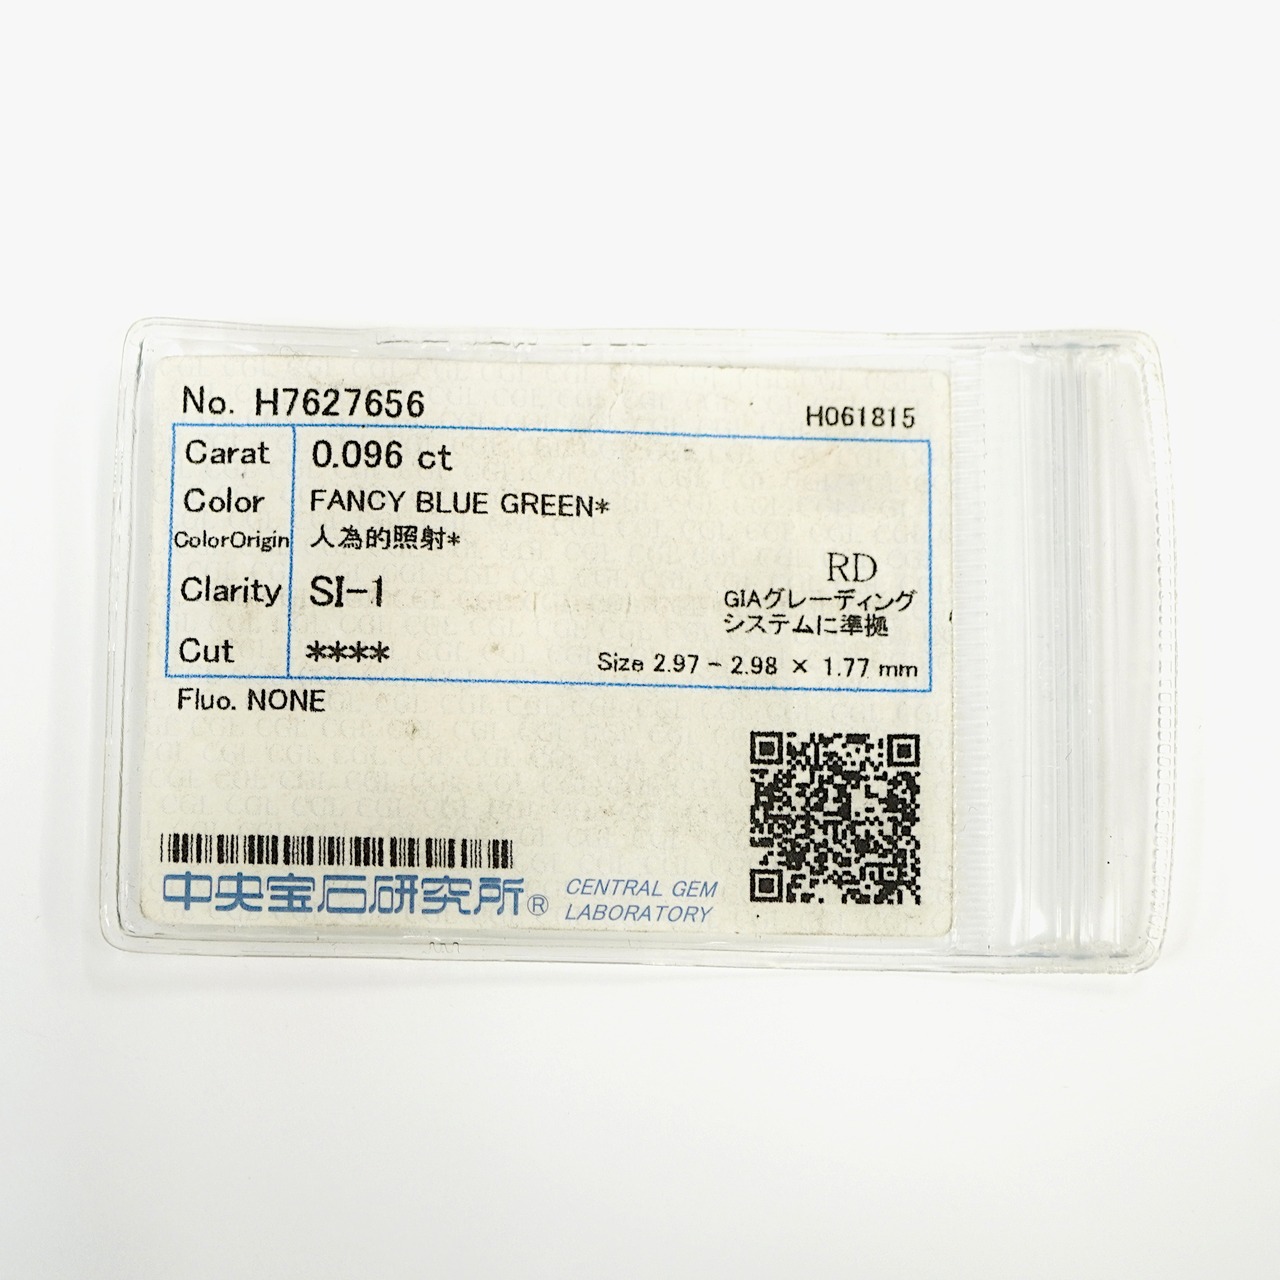 No. H7627656
H061815
Carat 0.096 ct
Color FANCY BLUE GREEN*
ColorOrigin 人為的照射*
Clarity SI-1
RD
GIAグレーディング
システムに準拠
Cut ****
Size 2.97 - 2.98 × 1.77 mm
Fluo. NONE
中央宝石研究所® CENTRAL GEM
LABORATORY